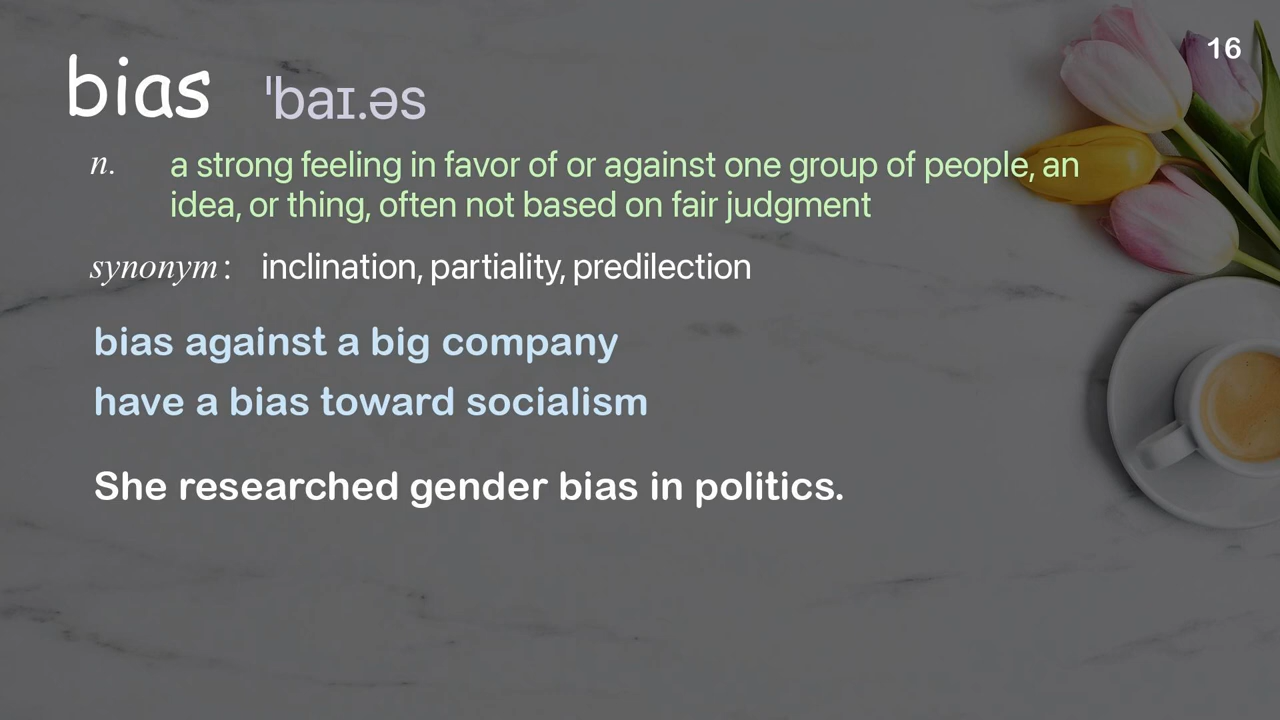 16
bias ˈbaɪ.əs
n. a strong feeling in favor of or against one group of people, an
idea, or thing, often not based on fair judgment
synonym: inclination, partiality, predilection
bias against a big company
have a bias toward socialism
She researched gender bias in politics.